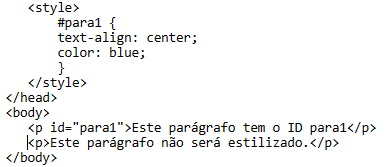 <style>
#para1 {
text-align: center;
color: blue;
}
</style>
</head>
<body>
<p id="para1">Este parágrafo tem o ID para1</p>
<p>Este parágrafo não será estilizado.</p>
</body>